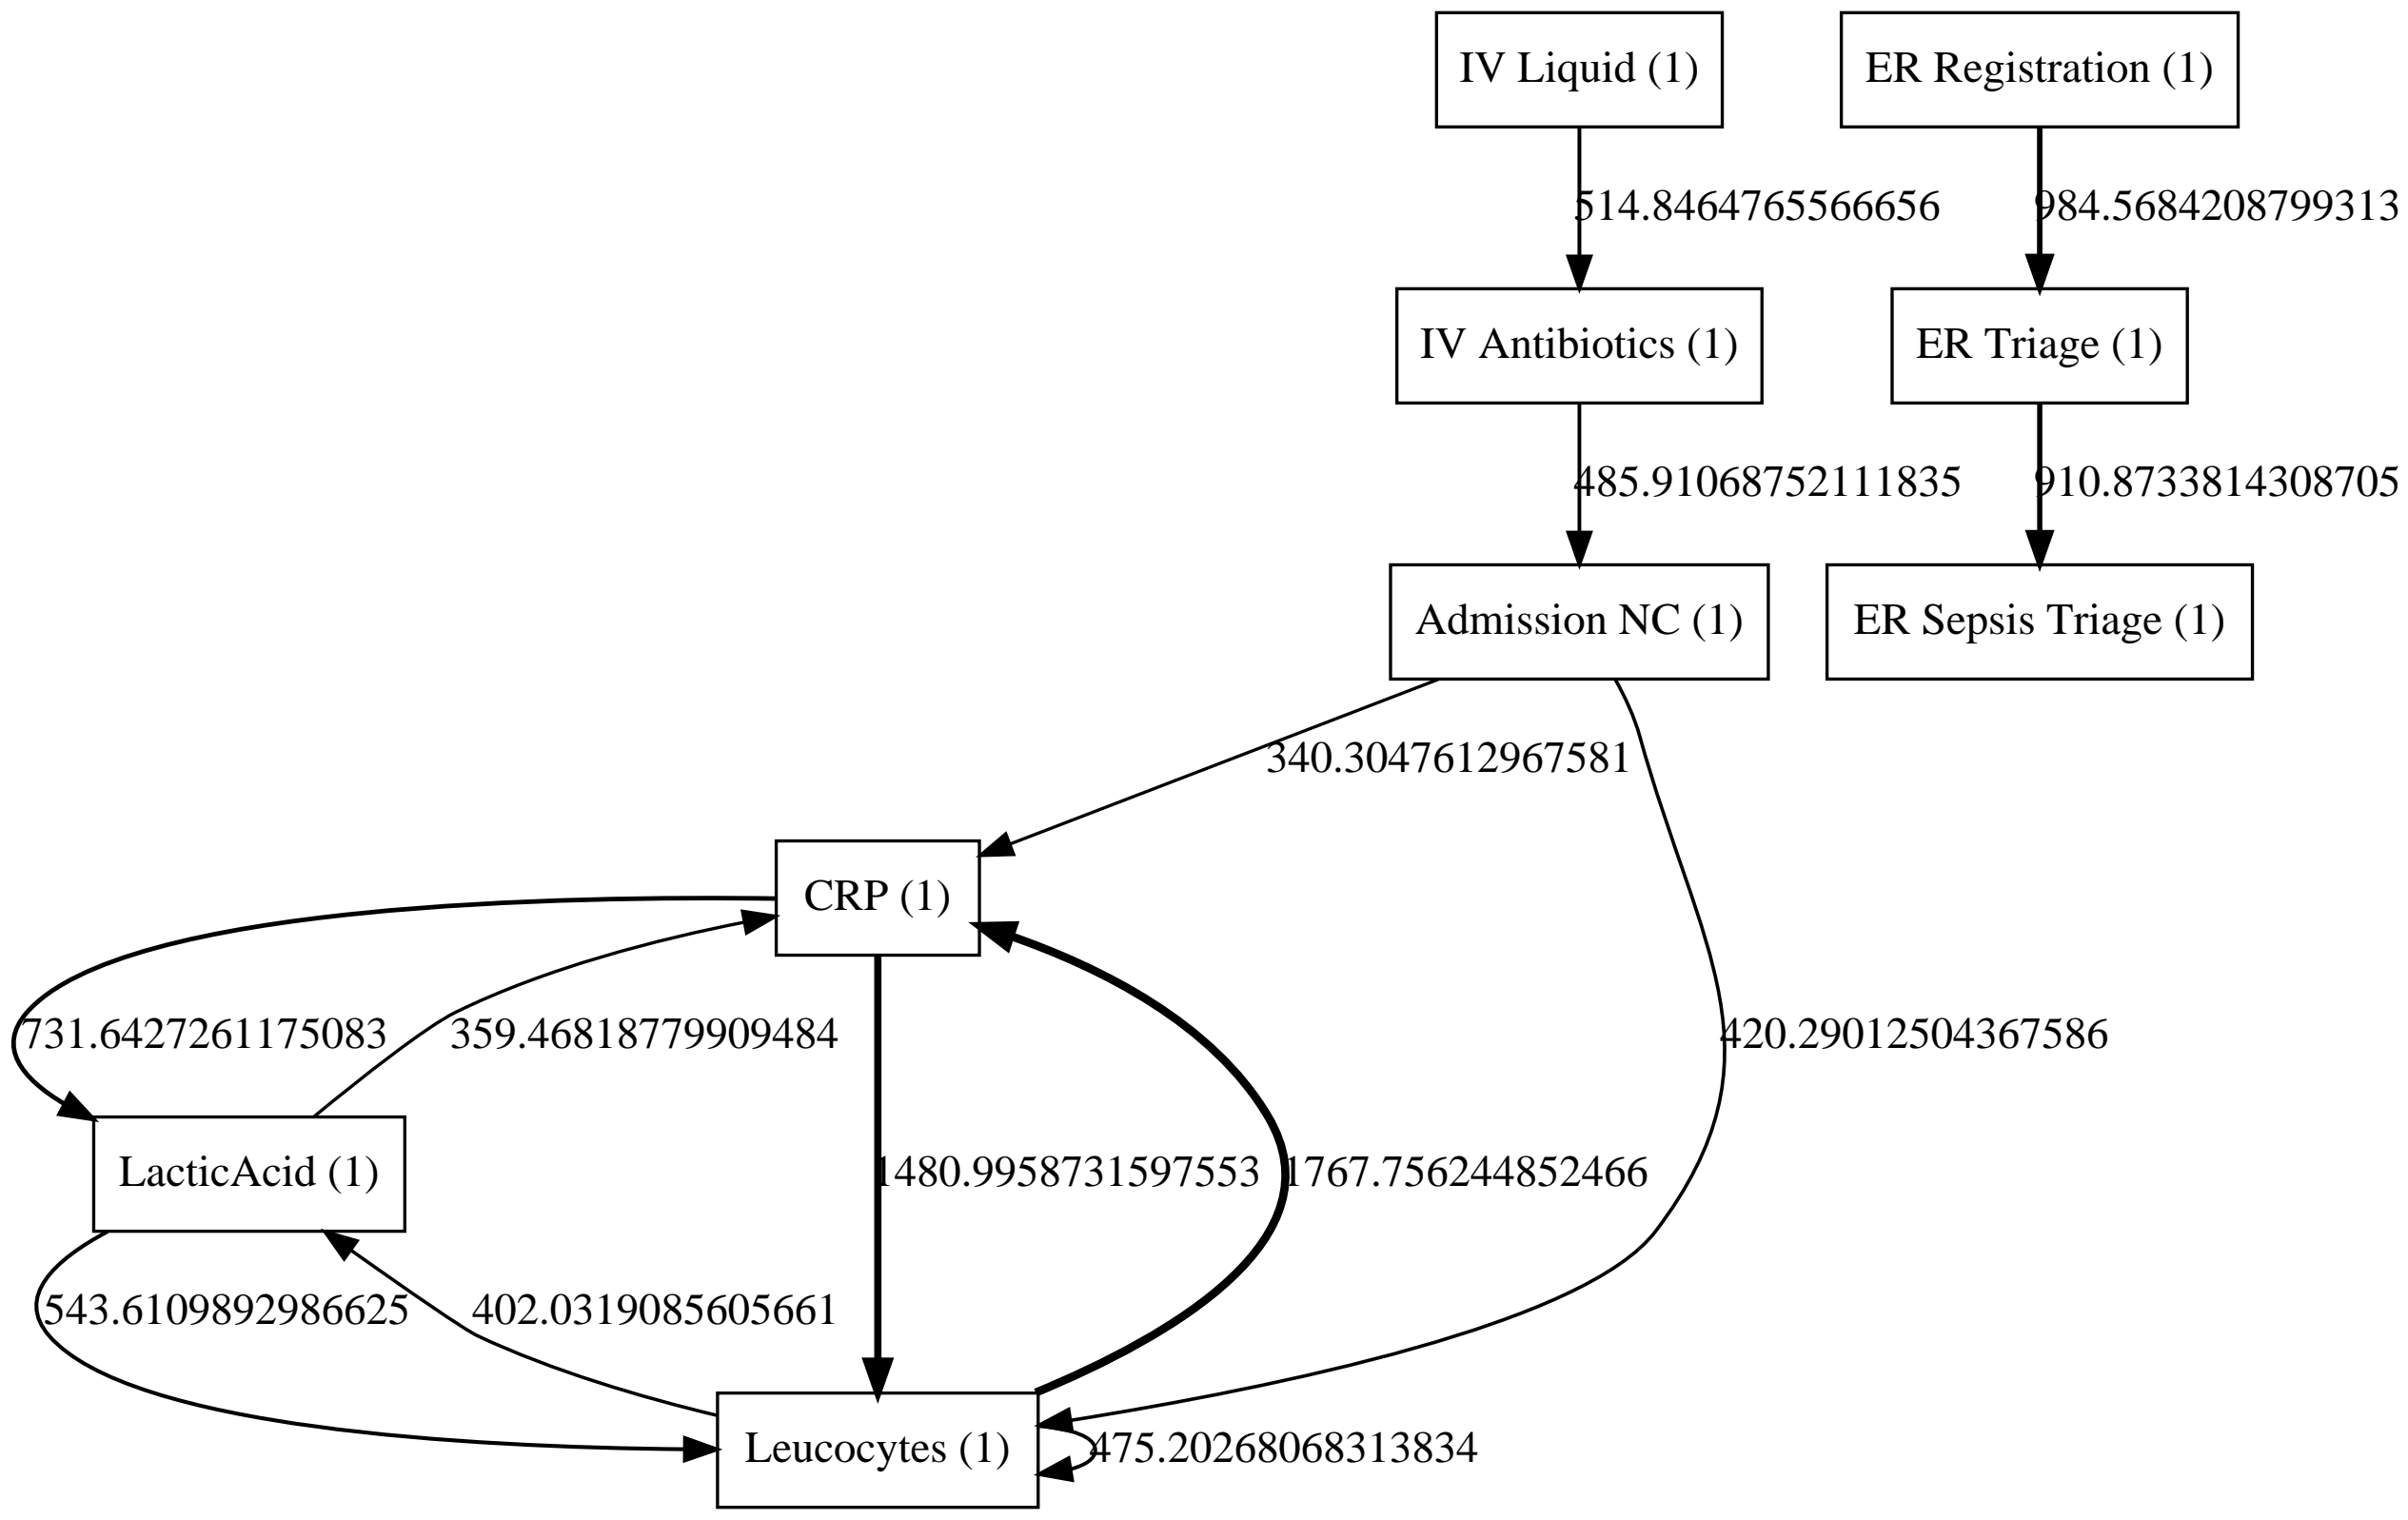 IV Liquid (1)
ER Registration (1)
514.8464765566656
984.5684208799313
IV Antibiotics (1)
ER Triage (1)
485.91068752111835
910.8733814308705
Admission NC (1)
ER Sepsis Triage (1)
340.3047612967581
CRP (1)
731.6427261175083
359.46818779909484
420.29012504367586
LacticAcid (1)
1480.9958731597553
1767.756244852466
543.6109892986625
402.0319085605661
Leucocytes (1)
475.20268068313834